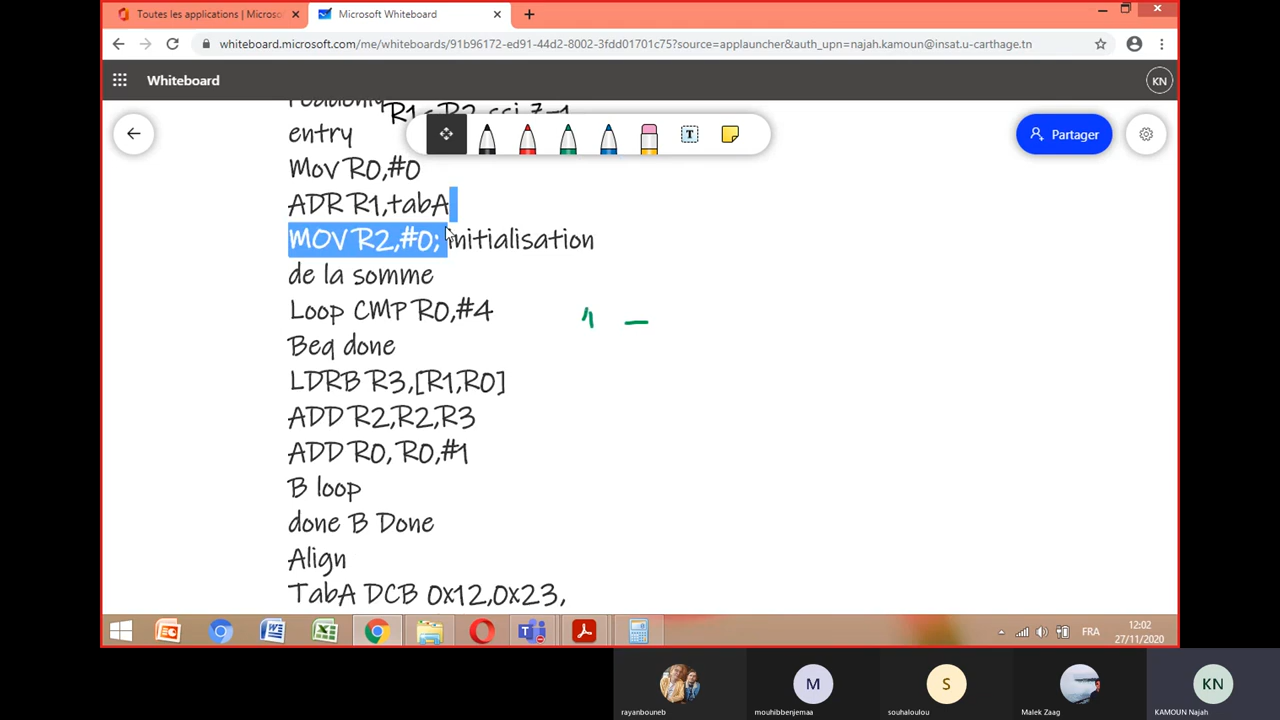 Toutes les applications | Microso
Microsoft Whiteboard
whiteboard.microsoft.com/me/whiteboards/91b96172-ed91-44d2-8002-3fdd01701c75?source=applauncher&auth_upn=najah.kamoun@insat.u-carthage.tn
Whiteboard
KN
Partager
T
entry
Mov R0,#0
ADR R1,tabA
MOV R2,#0; initialisation
de la somme
Loop CMP R0,#4
1 –
Beq done
LDRB R3,[R1,R0]
ADD R2,R2,R3
ADD R0, R0,#1
B loop
done B Done
Align
TabA DCB 0x12,0x23,
FRA
12:02
27/11/2020
M
S
KN
rayanbouneb
mouhibbenjemaa
souhaloulou
Malek Zaag
KAMOUN Najah